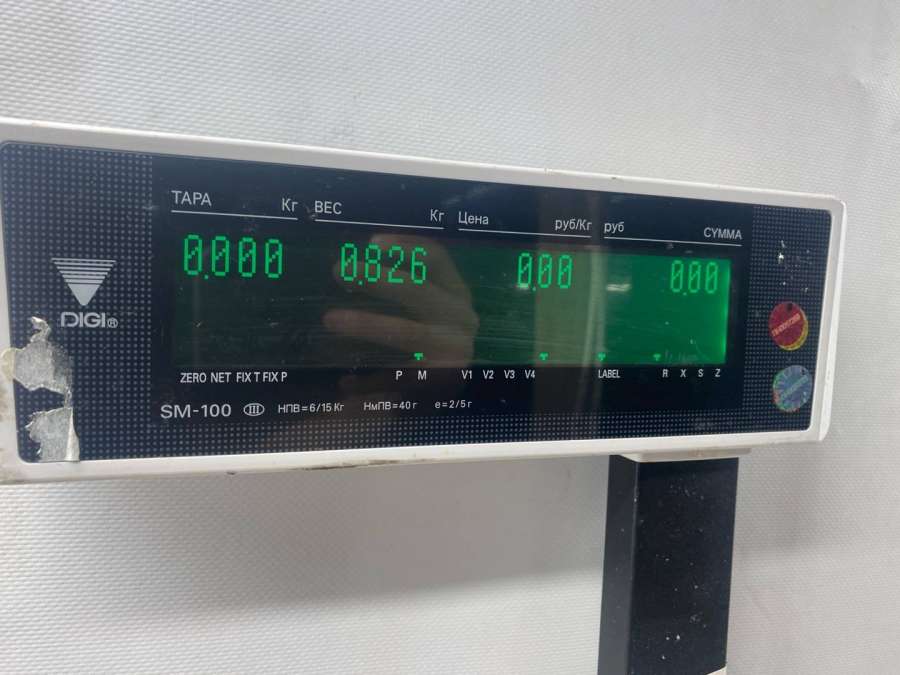 ТАРА Кг ВЕС Кг Цена руб/Кг руб СУММА
0.000 0.826 0.00 0.00
DIGI®
ZERO NET FIX T FIX P P M V1 V2 V3 V4 LABEL R X S Z
SM-100 III НПВ=6/15 Кг НмПВ=40 г e=2/5 г